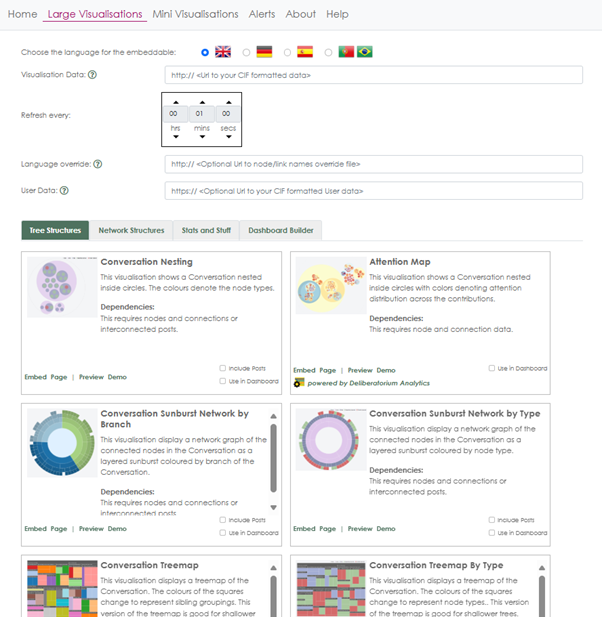 Home Large Visualisations Mini Visualisations Alerts About Help
Choose the language for the embeddable:
Visualisation Data: ? http:// <Url to your CIF formatted data>
Refresh every: 00 01 00
hrs mins secs
Language override: ? http:// <Optional Url to node/link names override file>
User Data: ? https:// <Optional Url to your CIF formatted User data>
Tree Structures Network Structures Stats and Stuff Dashboard Builder
Conversation Nesting
This visualisation shows a Conversation nested
inside circles. The colours denote the node types.
Dependencies:
This requires nodes and connections or
interconnected posts.
Include Posts
Embed Page | Preview Demo
Use in Dashboard
Attention Map
This visualisation shows a Conversation nested
inside circles with colors denoting attention
distribution across the contributions.
Dependencies:
This requires node and connection data.
Embed Page | Preview Demo Use in Dashboard
powered by Deliberatorium Analytics
Conversation Sunburst Network by
Branch
This visualisation display a network graph of the
connected nodes in the Conversation as a
layered sunburst coloured by branch of the
Conversation.
Dependencies:
This requires nodes and connections or
interconnected posts
Include Posts
Embed Page | Preview Demo
Use in Dashboard
Conversation Sunburst Network by Type
This visualisation display a network graph of the
connected nodes in the Conversation as a
layered sunburst coloured by node type.
Dependencies:
This requires nodes and connections or
interconnected posts.
Include Posts
Embed Page | Preview Demo
Use in Dashboard
Conversation Treemap
This visualisation displays a treemap of the
Conversation. The colours of the squares
change to represent sibling groupings. This
version of the treemap is good for shallower
Conversation Treemap By Type
This visualisation displays a treemap of the
Conversation. The colours of the squares
change to represent node types.. This version
of the treemap is good for shallower trees.